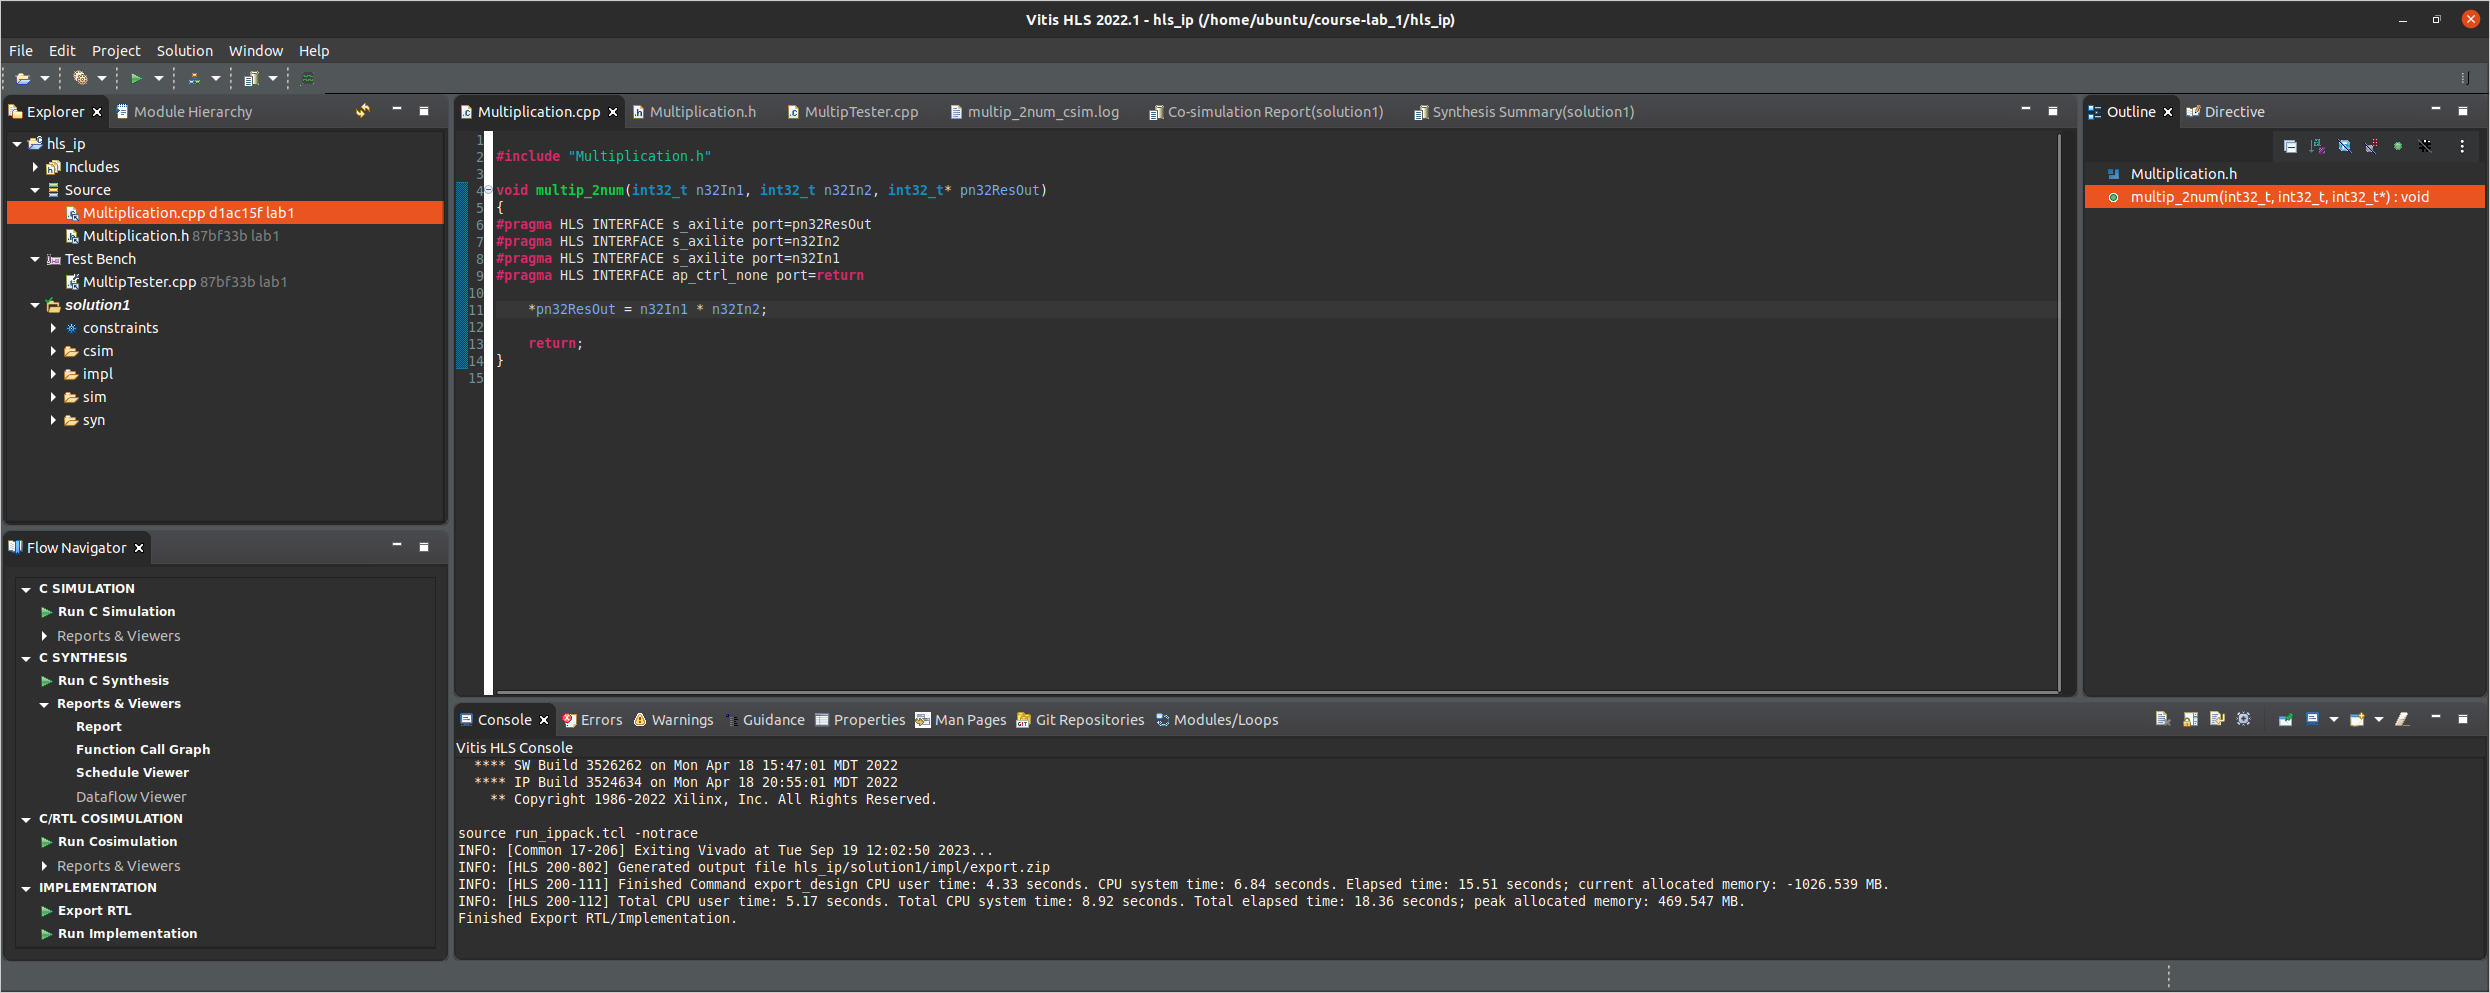 Vitis HLS 2022.1 - hls_ip (/home/ubuntu/course-lab_1/hls_ip)
File Edit Project Solution Window Help
Explorer Module Hierarchy
hls_ip
Includes
Source
Multiplication.cpp d1ac15f lab1
Multiplication.h 87bf33b lab1
Test Bench
MultipTester.cpp 87bf33b lab1
solution1
constraints
csim
impl
sim
syn
Flow Navigator
C SIMULATION
Run C Simulation
Reports & Viewers
C SYNTHESIS
Run C Synthesis
Reports & Viewers
Report
Function Call Graph
Schedule Viewer
Dataflow Viewer
C/RTL COSIMULATION
Run Cosimulation
Reports & Viewers
IMPLEMENTATION
Export RTL
Run Implementation
Multiplication.cpp Multiplication.h MultipTester.cpp multip_2num_csim.log Co-simulation Report(solution1) Synthesis Summary(solution1)
1
2 #include "Multiplication.h"
3
4 void multip_2num(int32_t n32In1, int32_t n32In2, int32_t* pn32ResOut)
5 {
6 #pragma HLS INTERFACE s_axilite port=pn32ResOut
7 #pragma HLS INTERFACE s_axilite port=n32In2
8 #pragma HLS INTERFACE s_axilite port=n32In1
9 #pragma HLS INTERFACE ap_ctrl_none port=return
10
11 *pn32ResOut = n32In1 * n32In2;
12
13 return;
14 }
15
Outline Directive
Multiplication.h
multip_2num(int32_t, int32_t, int32_t*) : void
Console Errors Warnings Guidance Properties Man Pages Git Repositories Modules/Loops
Vitis HLS Console
**** SW Build 3526262 on Mon Apr 18 15:47:01 MDT 2022
**** IP Build 3524634 on Mon Apr 18 20:55:01 MDT 2022
** Copyright 1986-2022 Xilinx, Inc. All Rights Reserved.
source run_ippack.tcl -notrace
INFO: [Common 17-206] Exiting Vivado at Tue Sep 19 12:02:50 2023...
INFO: [HLS 200-802] Generated output file hls_ip/solution1/impl/export.zip
INFO: [HLS 200-111] Finished Command export_design CPU user time: 4.33 seconds. CPU system time: 6.84 seconds. Elapsed time: 15.51 seconds; current allocated memory: -1026.539 MB.
INFO: [HLS 200-112] Total CPU user time: 5.17 seconds. Total CPU system time: 8.92 seconds. Total elapsed time: 18.36 seconds; peak allocated memory: 469.547 MB.
Finished Export RTL/Implementation.